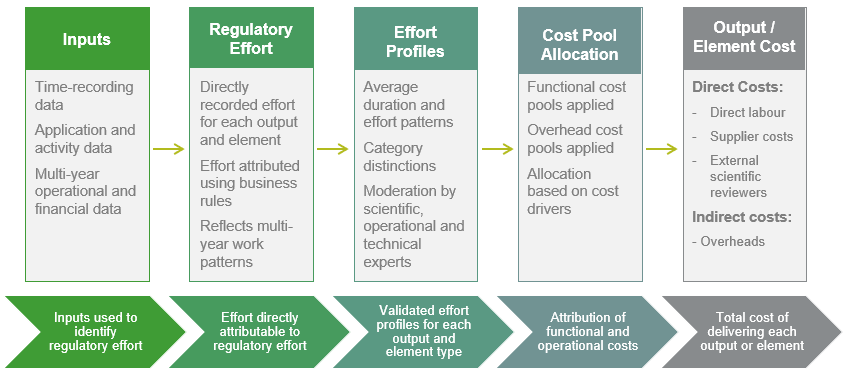 Inputs
Time-recording
data
Application and
activity data
Multi-year
operational and
financial data
Regulatory
Effort
Directly
recorded effort
for each output
and element
Effort attributed
using business
rules
Reflects multi-
year work
patterns
Effort
Profiles
Average
duration and
effort patterns
Category
distinctions
Moderation by
scientific,
operational and
technical
experts
Cost Pool
Allocation
Functional cost
pools applied
Overhead cost
pools applied
Allocation
based on cost
drivers
Output /
Element Cost
Direct Costs:
- Direct labour
- Supplier costs
- External
scientific
reviewers
Indirect costs:
- Overheads
Inputs used to
identify
regulatory effort
Effort directly
attributable to
regulatory effort
Validated effort
profiles for each
output and
element type
Attribution of
functional and
operational costs
Total cost of
delivering each
output or element